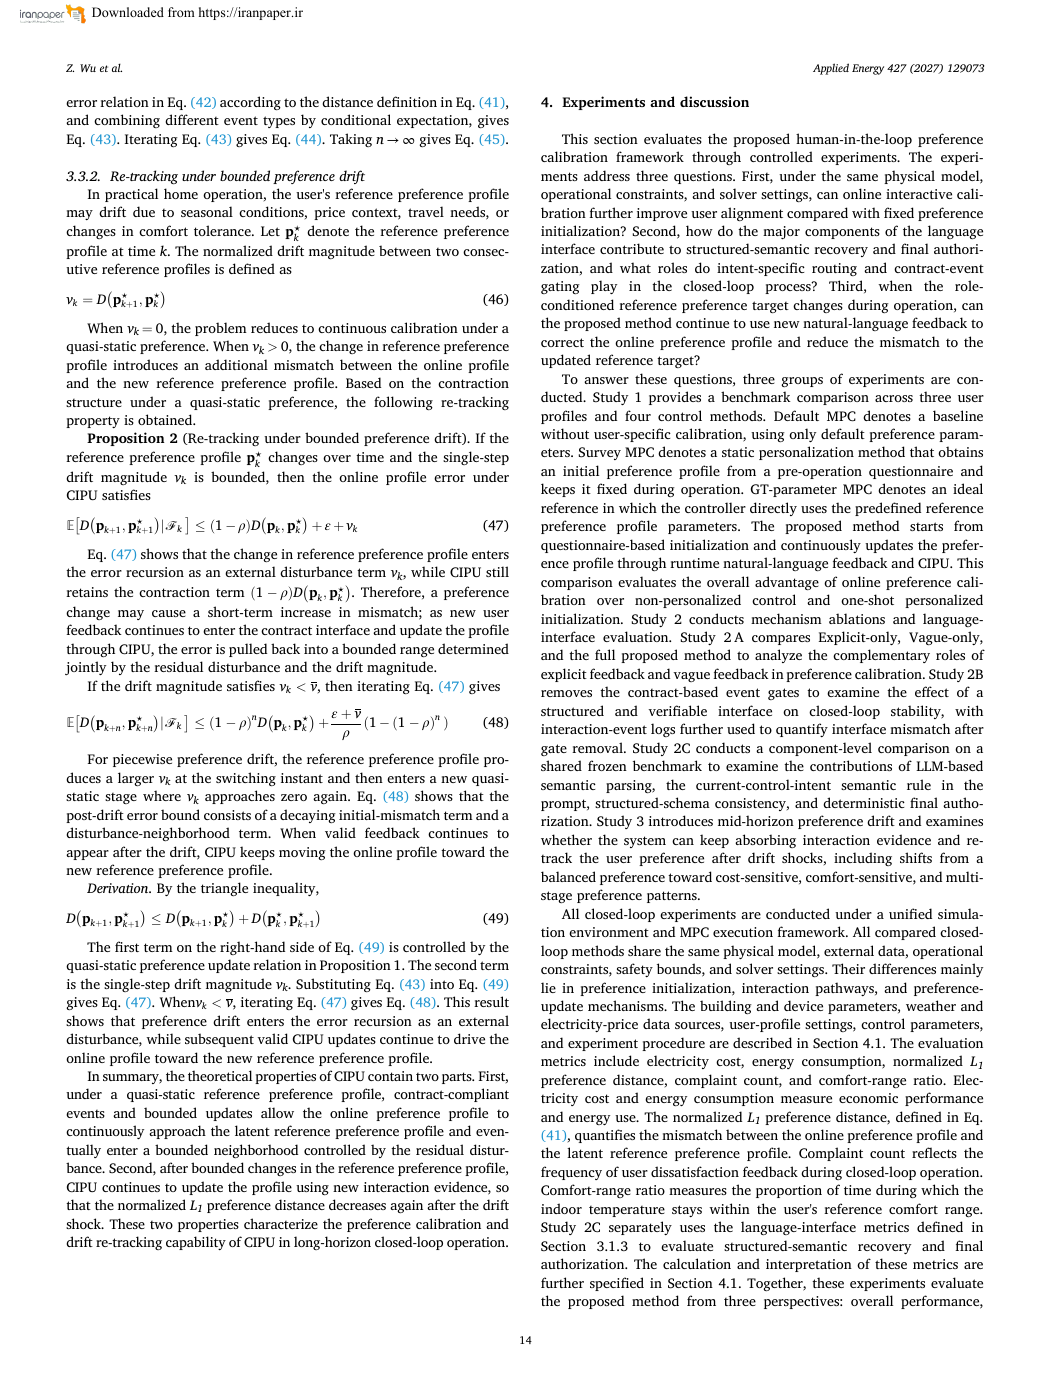 iranpaper
Downloaded from https://iranpaper.ir
Z. Wu et al.
Applied Energy 427 (2027) 129073
error relation in Eq. (42) according to the distance definition in Eq. (41),
and combining different event types by conditional expectation, gives
Eq. (43). Iterating Eq. (43) gives Eq. (44). Taking n → ∞ gives Eq. (45).
3.3.2. Re-tracking under bounded preference drift
In practical home operation, the user's reference preference profile
may drift due to seasonal conditions, price context, travel needs, or
changes in comfort tolerance. Let p⋆k denote the reference preference
profile at time k. The normalized drift magnitude between two consec-
utive reference profiles is defined as
νk = D(p⋆k+1, p⋆k) (46)
When νk = 0, the problem reduces to continuous calibration under a
quasi-static preference. When νk > 0, the change in reference preference
profile introduces an additional mismatch between the online profile
and the new reference preference profile. Based on the contraction
structure under a quasi-static preference, the following re-tracking
property is obtained.
Proposition 2 (Re-tracking under bounded preference drift). If the
reference preference profile p⋆k changes over time and the single-step
drift magnitude νk is bounded, then the online profile error under
CIPU satisfies
𝔼[D(pk+1, p⋆k+1)|ℱk] ≤ (1 − ρ)D(pk, p⋆k) + ε + νk (47)
Eq. (47) shows that the change in reference preference profile enters
the error recursion as an external disturbance term νk, while CIPU still
retains the contraction term (1 − ρ)D(pk, p⋆k). Therefore, a preference
change may cause a short-term increase in mismatch; as new user
feedback continues to enter the contract interface and update the profile
through CIPU, the error is pulled back into a bounded range determined
jointly by the residual disturbance and the drift magnitude.
If the drift magnitude satisfies νk < ν̄, then iterating Eq. (47) gives
𝔼[D(pk+n, p⋆k+n)|ℱk] ≤ (1 − ρ)ⁿD(pk, p⋆k) + (ε + ν̄)/ρ (1 − (1 − ρ)ⁿ) (48)
For piecewise preference drift, the reference preference profile pro-
duces a larger νk at the switching instant and then enters a new quasi-
static stage where νk approaches zero again. Eq. (48) shows that the
post-drift error bound consists of a decaying initial-mismatch term and a
disturbance-neighborhood term. When valid feedback continues to
appear after the drift, CIPU keeps moving the online profile toward the
new reference preference profile.
Derivation. By the triangle inequality,
D(pk+1, p⋆k+1) ≤ D(pk+1, p⋆k) + D(p⋆k, p⋆k+1) (49)
The first term on the right-hand side of Eq. (49) is controlled by the
quasi-static preference update relation in Proposition 1. The second term
is the single-step drift magnitude νk. Substituting Eq. (43) into Eq. (49)
gives Eq. (47). Whenνk < ν̄, iterating Eq. (47) gives Eq. (48). This result
shows that preference drift enters the error recursion as an external
disturbance, while subsequent valid CIPU updates continue to drive the
online profile toward the new reference preference profile.
In summary, the theoretical properties of CIPU contain two parts. First,
under a quasi-static reference preference profile, contract-compliant
events and bounded updates allow the online preference profile to
continuously approach the latent reference preference profile and even-
tually enter a bounded neighborhood controlled by the residual distur-
bance. Second, after bounded changes in the reference preference profile,
CIPU continues to update the profile using new interaction evidence, so
that the normalized L1 preference distance decreases again after the drift
shock. These two properties characterize the preference calibration and
drift re-tracking capability of CIPU in long-horizon closed-loop operation.
4. Experiments and discussion
This section evaluates the proposed human-in-the-loop preference
calibration framework through controlled experiments. The experi-
ments address three questions. First, under the same physical model,
operational constraints, and solver settings, can online interactive cali-
bration further improve user alignment compared with fixed preference
initialization? Second, how do the major components of the language
interface contribute to structured-semantic recovery and final authori-
zation, and what roles do intent-specific routing and contract-event
gating play in the closed-loop process? Third, when the role-
conditioned reference preference target changes during operation, can
the proposed method continue to use new natural-language feedback to
correct the online preference profile and reduce the mismatch to the
updated reference target?
To answer these questions, three groups of experiments are con-
ducted. Study 1 provides a benchmark comparison across three user
profiles and four control methods. Default MPC denotes a baseline
without user-specific calibration, using only default preference param-
eters. Survey MPC denotes a static personalization method that obtains
an initial preference profile from a pre-operation questionnaire and
keeps it fixed during operation. GT-parameter MPC denotes an ideal
reference in which the controller directly uses the predefined reference
preference profile parameters. The proposed method starts from
questionnaire-based initialization and continuously updates the prefer-
ence profile through runtime natural-language feedback and CIPU. This
comparison evaluates the overall advantage of online preference cali-
bration over non-personalized control and one-shot personalized
initialization. Study 2 conducts mechanism ablations and language-
interface evaluation. Study 2 A compares Explicit-only, Vague-only,
and the full proposed method to analyze the complementary roles of
explicit feedback and vague feedback in preference calibration. Study 2B
removes the contract-based event gates to examine the effect of a
structured and verifiable interface on closed-loop stability, with
interaction-event logs further used to quantify interface mismatch after
gate removal. Study 2C conducts a component-level comparison on a
shared frozen benchmark to examine the contributions of LLM-based
semantic parsing, the current-control-intent semantic rule in the
prompt, structured-schema consistency, and deterministic final autho-
rization. Study 3 introduces mid-horizon preference drift and examines
whether the system can keep absorbing interaction evidence and re-
track the user preference after drift shocks, including shifts from a
balanced preference toward cost-sensitive, comfort-sensitive, and multi-
stage preference patterns.
All closed-loop experiments are conducted under a unified simula-
tion environment and MPC execution framework. All compared closed-
loop methods share the same physical model, external data, operational
constraints, safety bounds, and solver settings. Their differences mainly
lie in preference initialization, interaction pathways, and preference-
update mechanisms. The building and device parameters, weather and
electricity-price data sources, user-profile settings, control parameters,
and experiment procedure are described in Section 4.1. The evaluation
metrics include electricity cost, energy consumption, normalized L1
preference distance, complaint count, and comfort-range ratio. Elec-
tricity cost and energy consumption measure economic performance
and energy use. The normalized L1 preference distance, defined in Eq.
(41), quantifies the mismatch between the online preference profile and
the latent reference preference profile. Complaint count reflects the
frequency of user dissatisfaction feedback during closed-loop operation.
Comfort-range ratio measures the proportion of time during which the
indoor temperature stays within the user's reference comfort range.
Study 2C separately uses the language-interface metrics defined in
Section 3.1.3 to evaluate structured-semantic recovery and final
authorization. The calculation and interpretation of these metrics are
further specified in Section 4.1. Together, these experiments evaluate
the proposed method from three perspectives: overall performance,
14